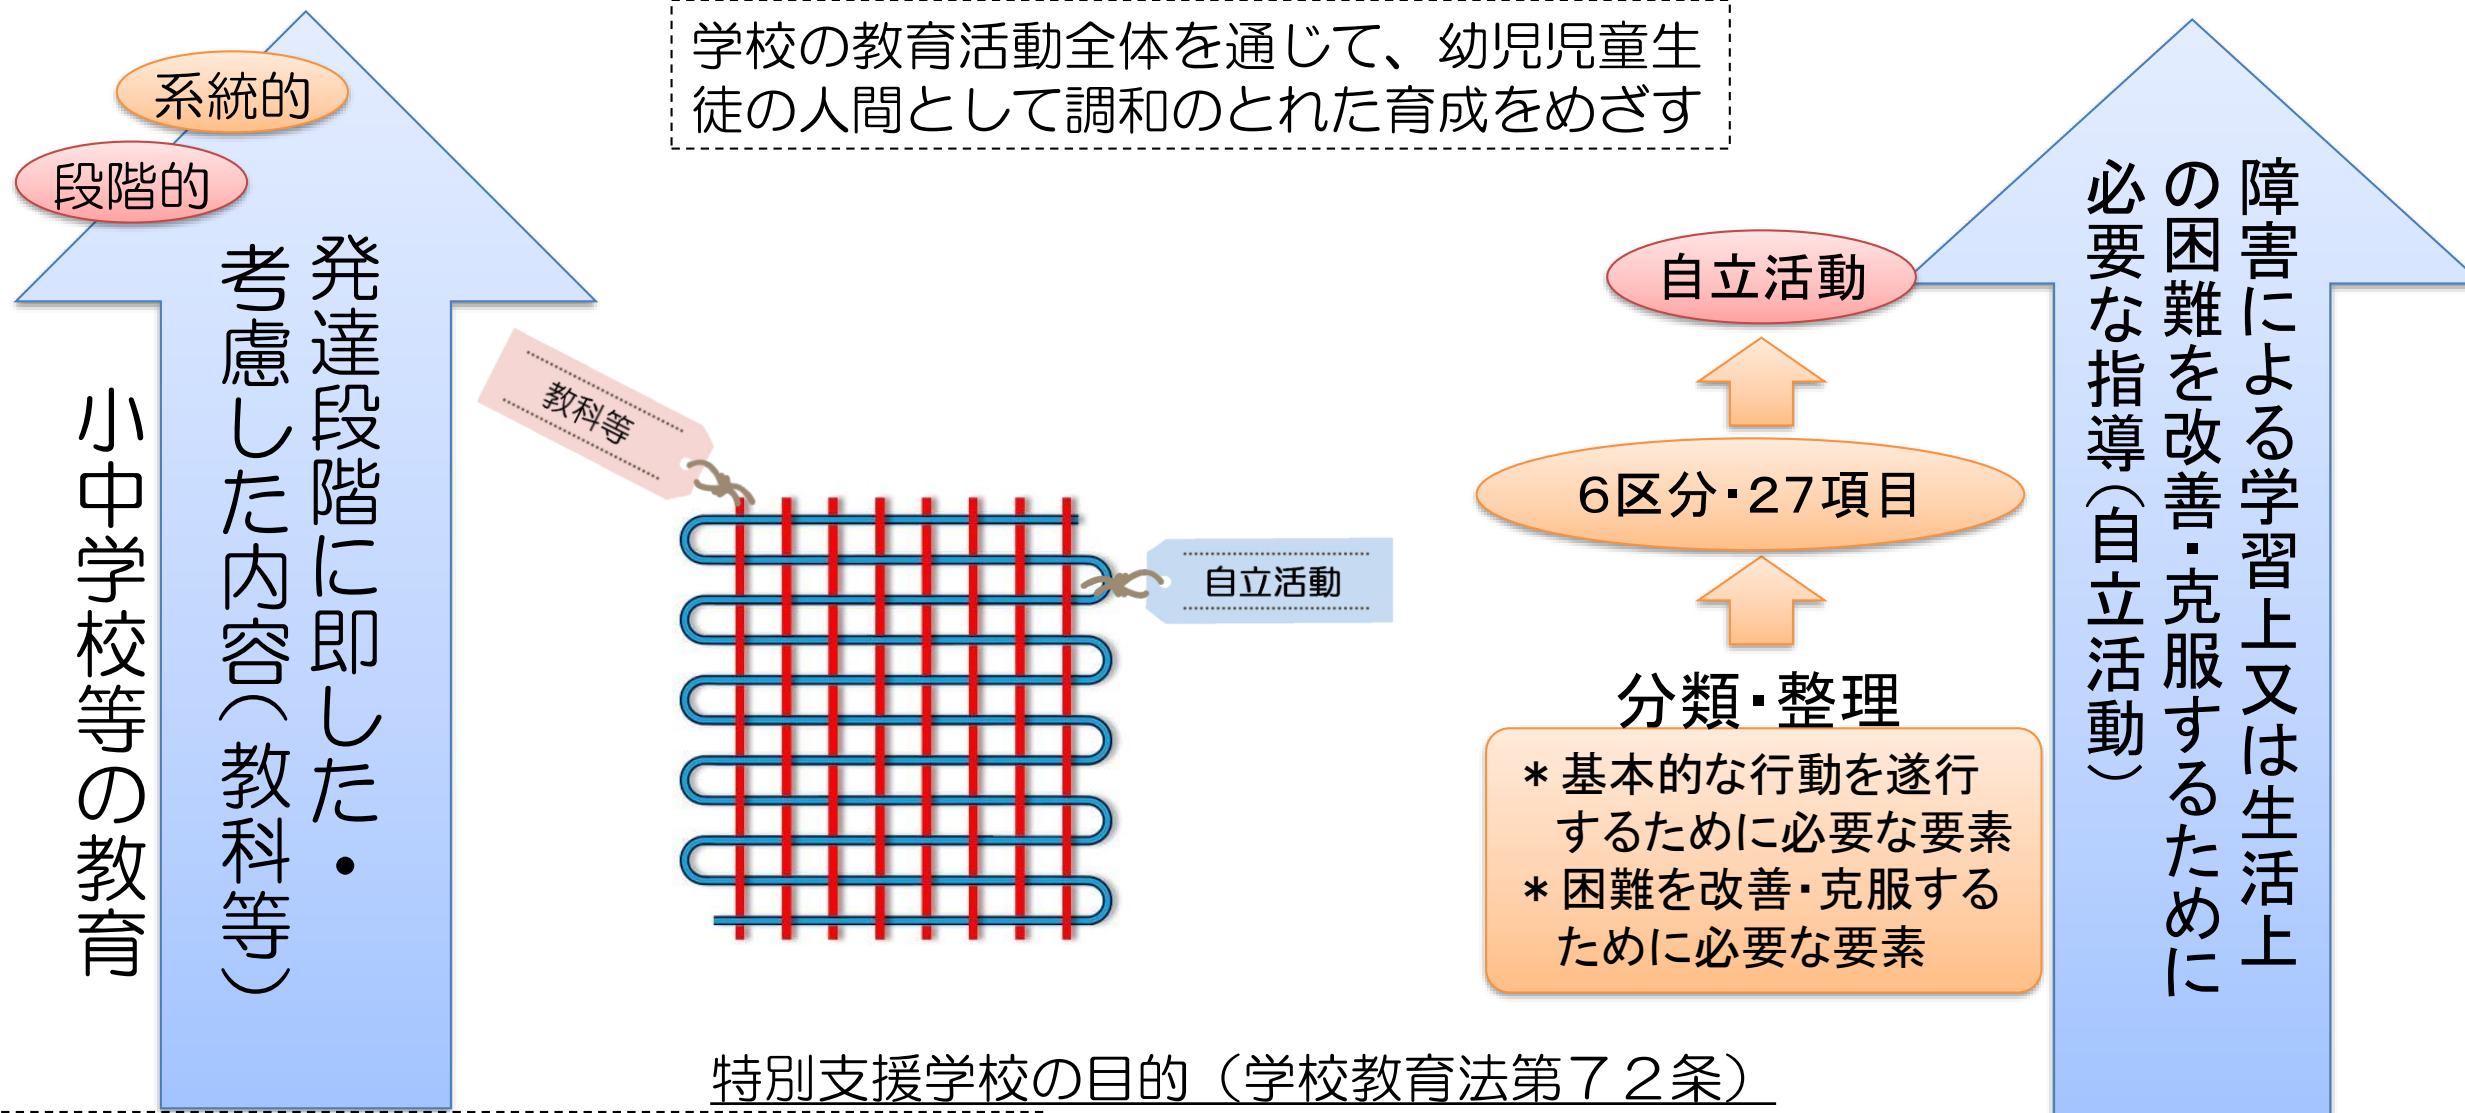 学校の教育活動全体を通じて、幼児児童生
徒の人間として調和のとれた育成をめざす
系統的
段階的
発達段階に即した・
考慮した内容(教科等)
小中学校等の教育
教科等
自立活動
自立活動
6区分・27項目
分類・整理
＊基本的な行動を遂行
するために必要な要素
＊困難を改善・克服する
ために必要な要素
障害による学習上又は生活上
の困難を改善・克服するために
必要な指導(自立活動)
特別支援学校の目的（学校教育法第７２条）